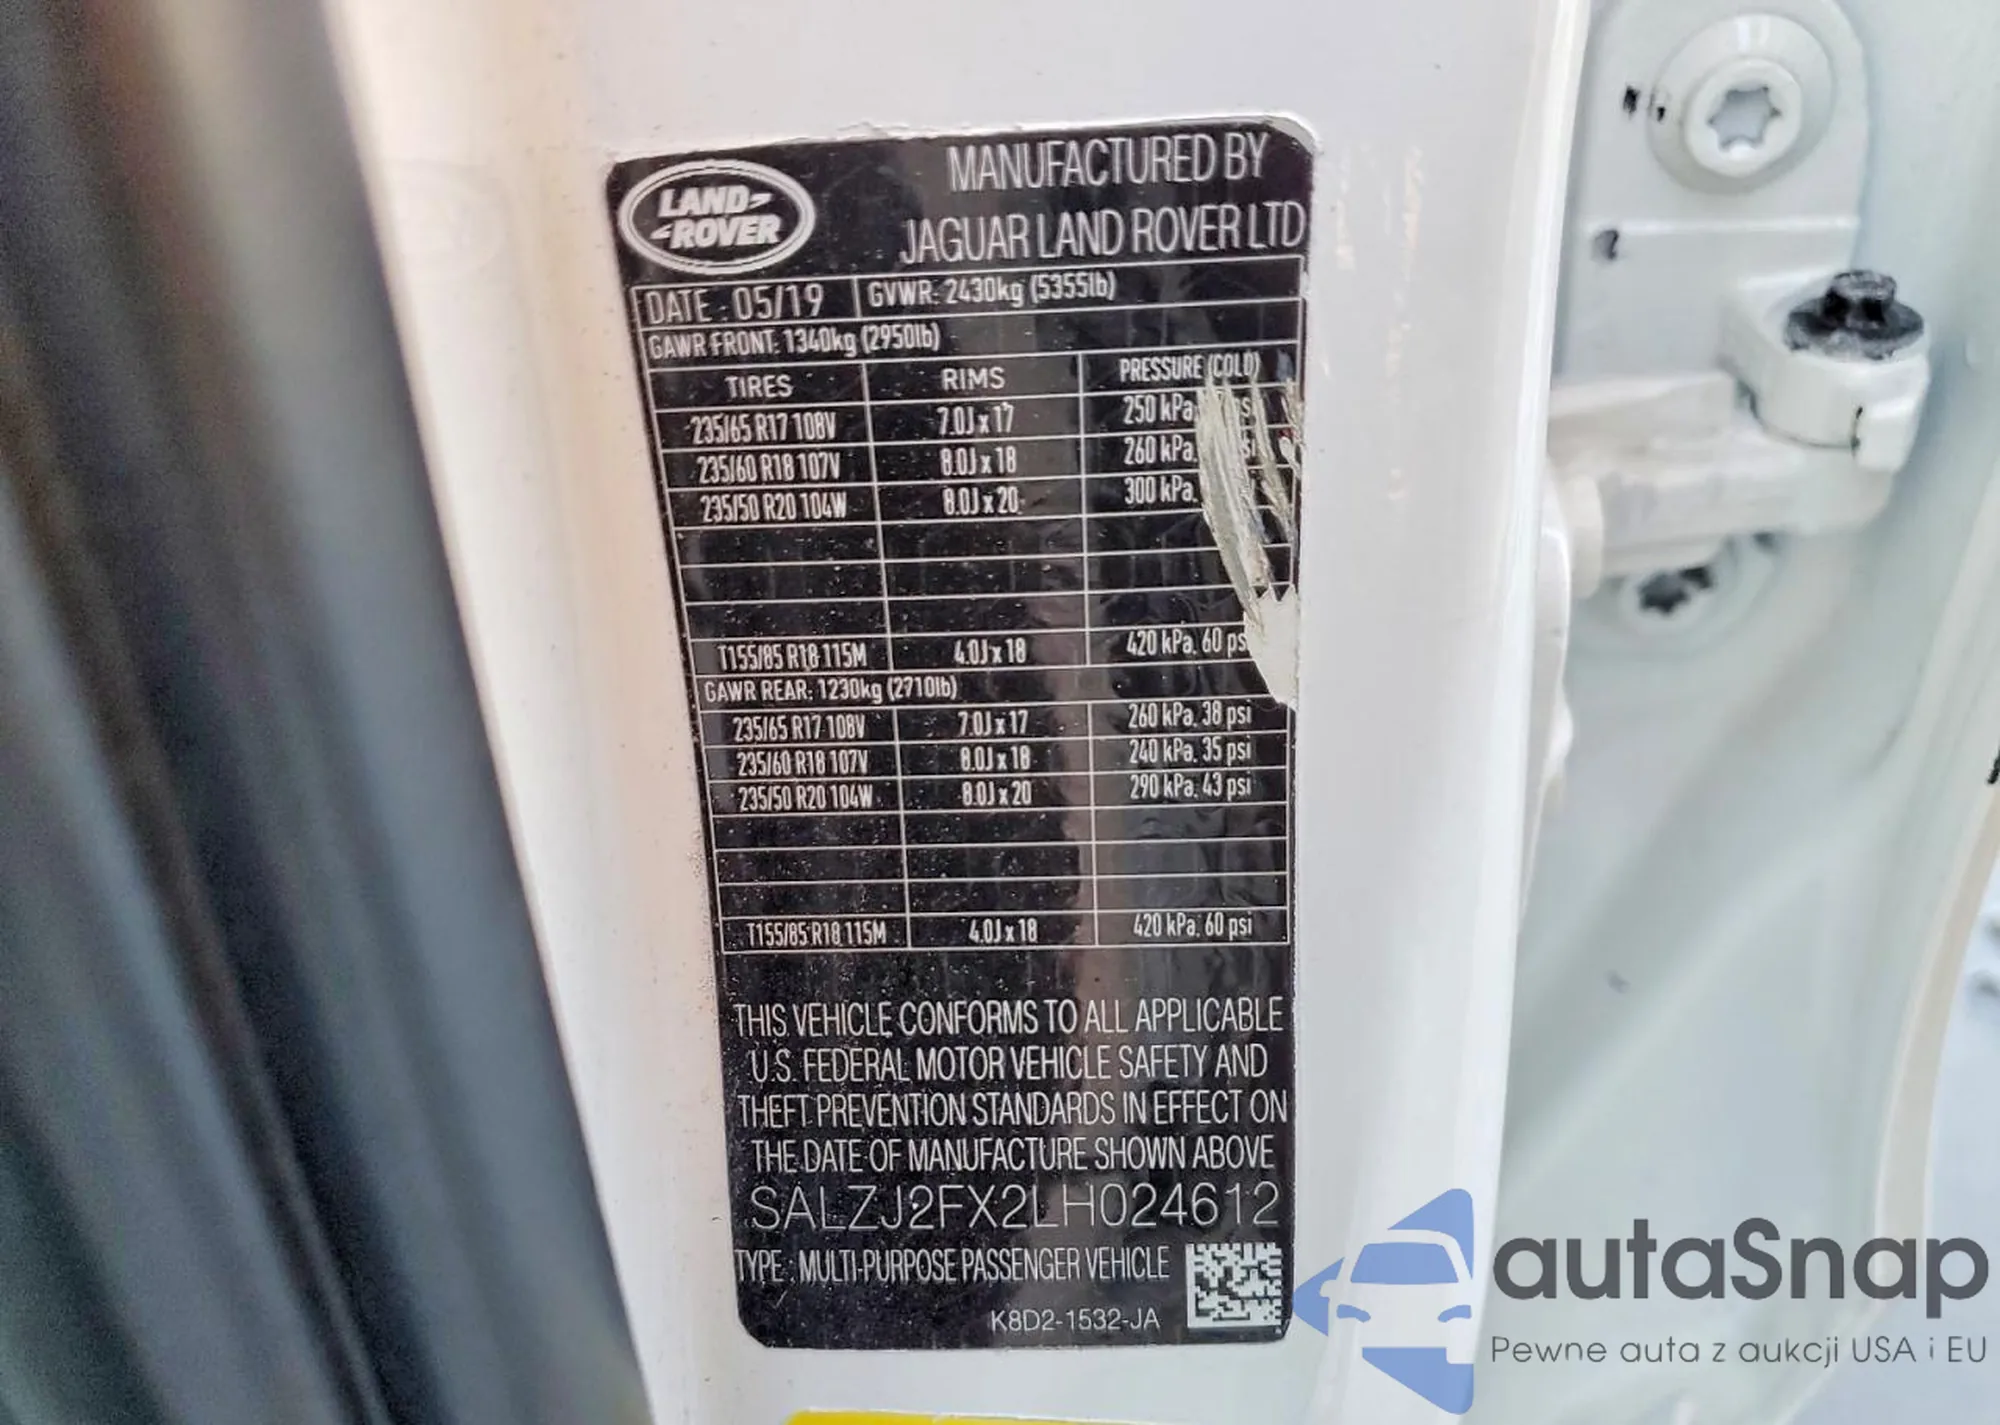 LAND-
-ROVER
MANUFACTURED BY
JAGUAR LAND ROVER LTD
DATE : 05/19 GVWR: 2430kg (5355lb)
GAWR FRONT: 1340kg (2950lb)
TIRES RIMS PRESSURE (COLD)
235/65 R17 108V 7.0J x 17 250 kPa,
235/60 R18 107V 8.0J x 18 260 kPa,
235/50 R20 104W 8.0J x 20 300 kPa,
T155/85 R18 115M 4.0J x 18 420 kPa, 60 psi
GAWR REAR: 1230kg (2710lb)
235/65 R17 108V 7.0J x 17 260 kPa, 38 psi
235/60 R18 107V 8.0J x 18 240 kPa, 35 psi
235/50 R20 104W 8.0J x 20 290 kPa, 43 psi
T155/85 R18 115M 4.0J x 18 420 kPa, 60 psi
THIS VEHICLE CONFORMS TO ALL APPLICABLE
U.S. FEDERAL MOTOR VEHICLE SAFETY AND
THEFT PREVENTION STANDARDS IN EFFECT ON
THE DATE OF MANUFACTURE SHOWN ABOVE
SALZJ2FX2LH024612
TYPE : MULTI-PURPOSE PASSENGER VEHICLE
K8D2-1532-JA
autaSnap
Pewne auta z aukcji USA i EU